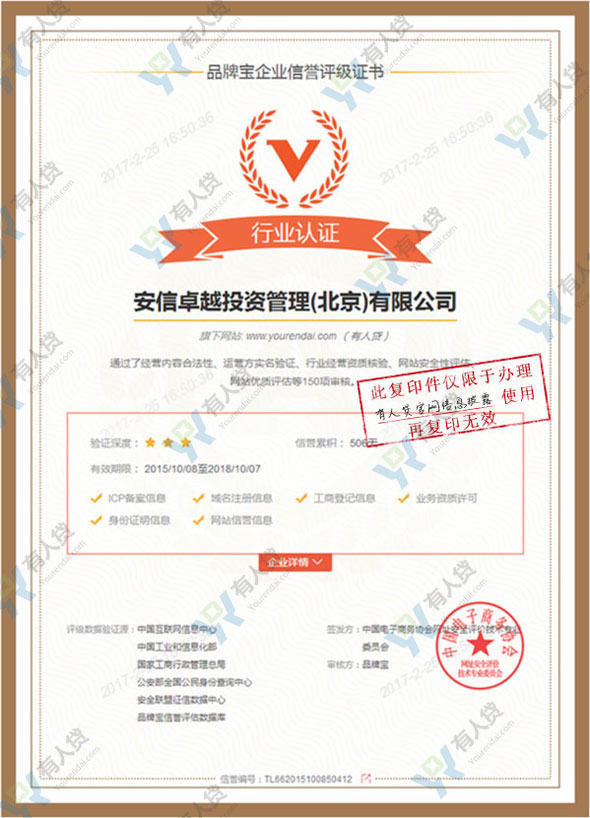 品牌宝企业信誉评级证书
V
行业认证
安信卓越投资管理(北京)有限公司
旗下网站: www.yourendai.com （有人贷）
通过了经营内容合法性、运营方实名验证、行业经营资质核验、网站安全性评估、
网站优质评估等150项审核。
此复印件仅限于办理
有人贷官网信息披露 使用
再复印无效
验证深度：
信誉累积： 506天
有效期限： 2015/10/08至2018/10/07
ICP备案信息 域名注册信息 工商登记信息 业务资质许可
身份证明信息 网站信誉信息
企业详情
评级数据验证源：中国互联网信息中心
中国工业和信息化部
国家工商行政管理总局
公安部全国公民身份查询中心
安全联盟征信数据中心
品牌宝信誉评估数据库
签发方：中国电子商务协会网址安全评价技术专业
委员会
审核方：品牌宝
中国电子商务协会
网址安全评价
技术专业委员会
信誉编号：TL662015100850412
有人贷
Yourendai.com
2017-2-25 16:50:36